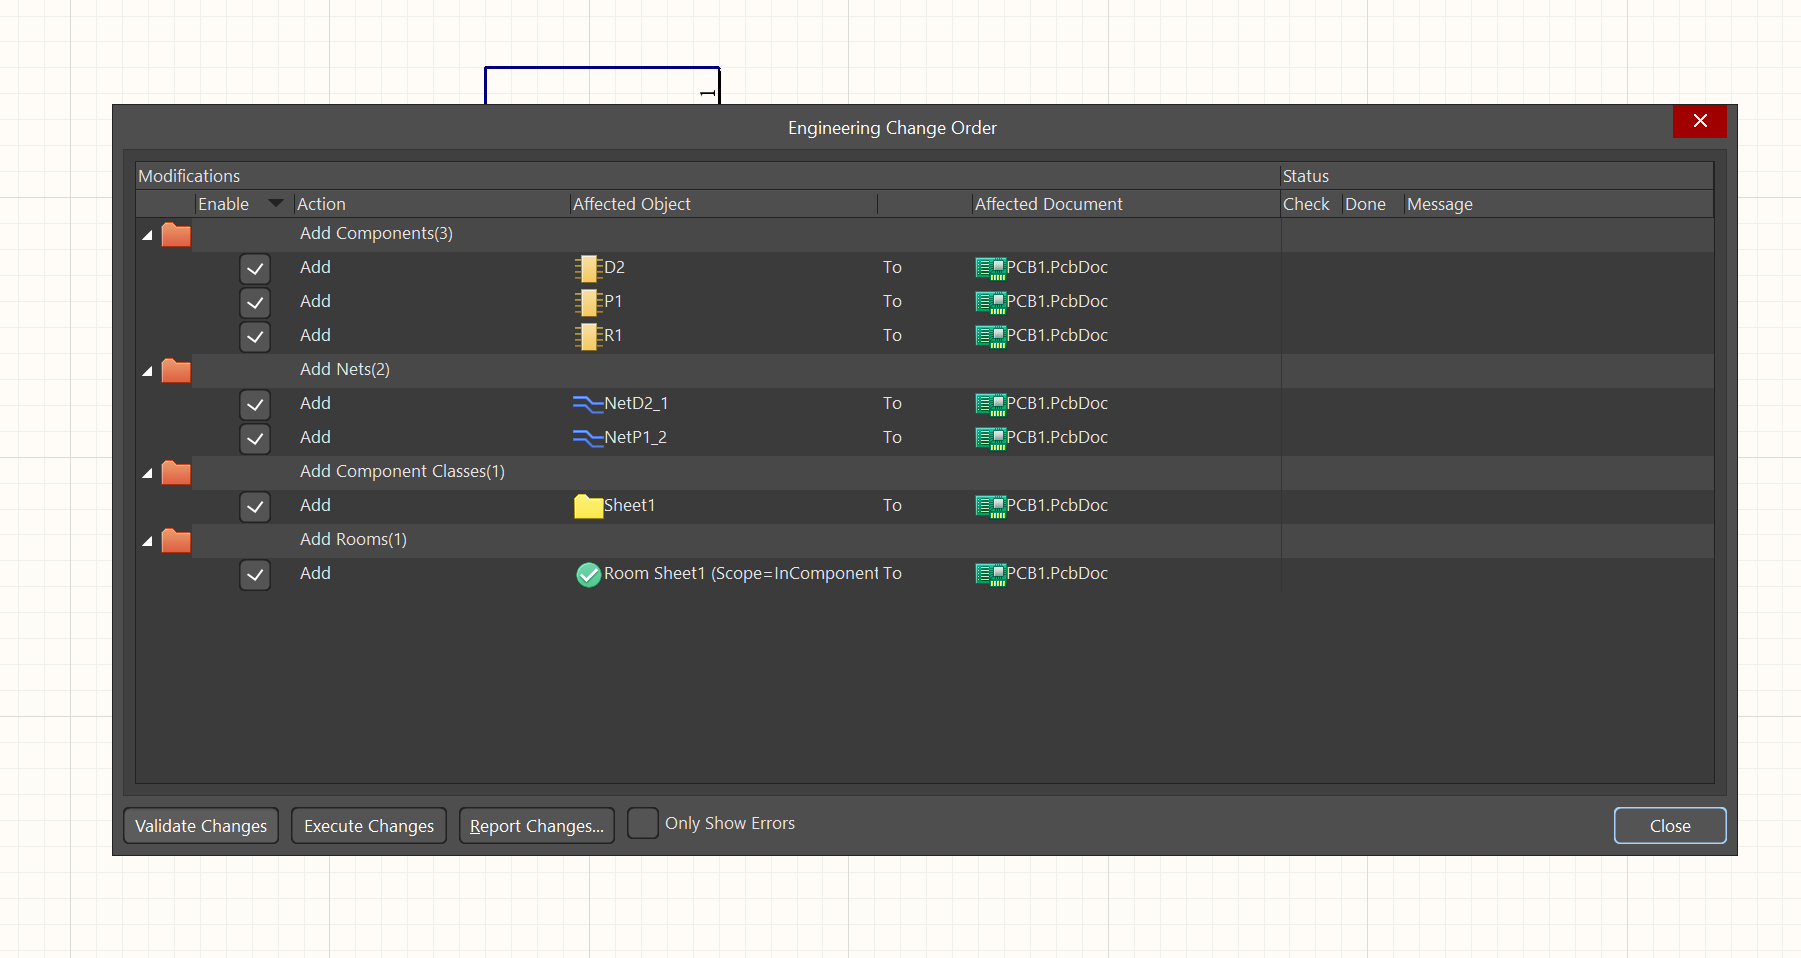 1
Engineering Change Order
Modifications Status
Enable Action Affected Object Affected Document Check Done Message
Add Components(3)
Add D2 To PCB1.PcbDoc
Add P1 To PCB1.PcbDoc
Add R1 To PCB1.PcbDoc
Add Nets(2)
Add NetD2_1 To PCB1.PcbDoc
Add NetP1_2 To PCB1.PcbDoc
Add Component Classes(1)
Add Sheet1 To PCB1.PcbDoc
Add Rooms(1)
Add Room Sheet1 (Scope=InComponent To PCB1.PcbDoc
Validate Changes Execute Changes Report Changes... Only Show Errors Close